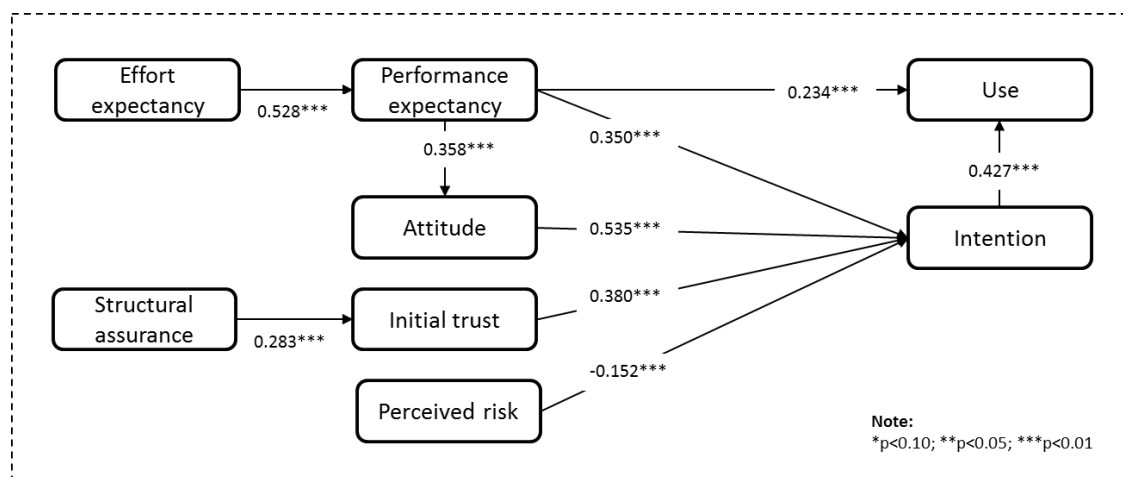 Effort
expectancy
0.528***
Performance
expectancy
0.234***
Use
0.358***
0.350***
0.427***
Attitude
0.535***
Intention
Structural
assurance
0.283***
Initial trust
0.380***
-0.152***
Perceived risk
Note:
*p<0.10; **p<0.05; ***p<0.01